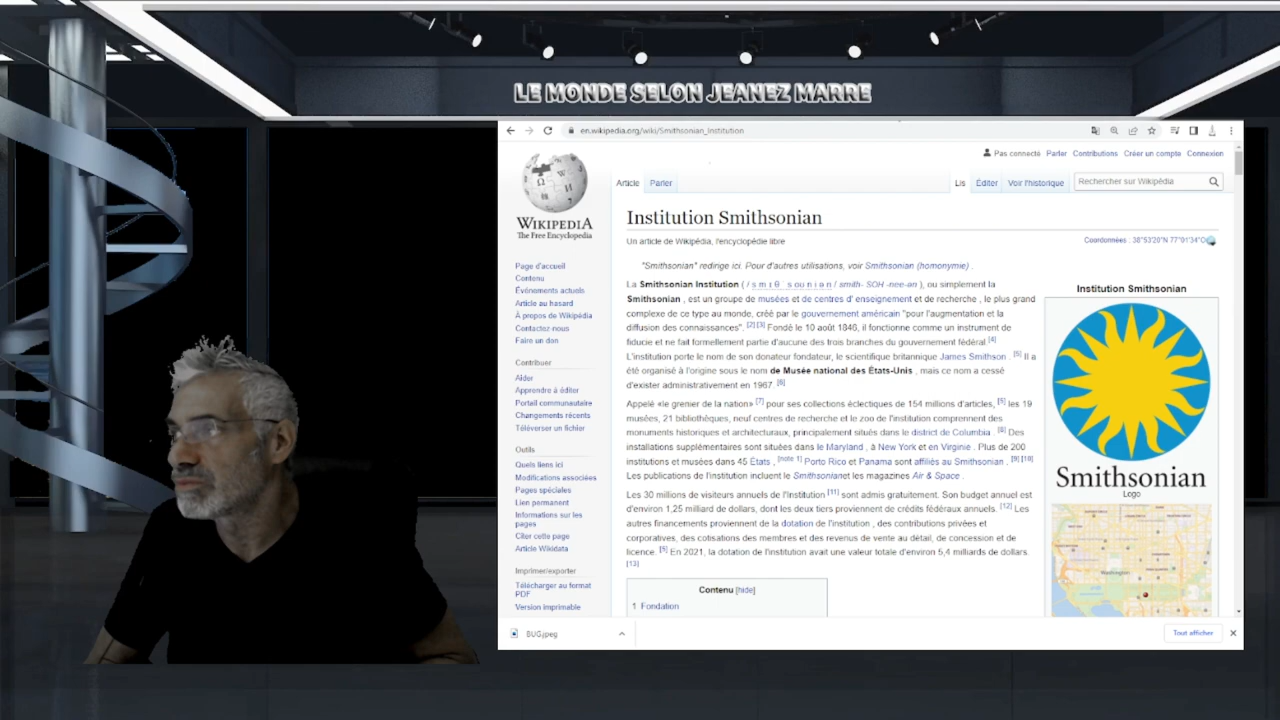 LE MONDE SELON JEANEZ MARRE
en.wikipedia.org/wiki/Smithsonian_Institution
Pas connecté Parler Contributions Créer un compte Connexion
Article Parler
Lis Éditer Voir l'historique
Rechercher sur Wikipédia
WIKIPEDIA
The Free Encyclopedia
Page d'accueil
Contenu
Événements actuels
Article au hasard
À propos de Wikipédia
Contactez-nous
Faire un don
Contribuer
Aider
Apprendre à éditer
Portail communautaire
Changements récents
Téléverser un fichier
Outils
Quels liens ici
Modifications associées
Pages spéciales
Lien permanent
Informations sur les
pages
Citer cette page
Article Wikidata
Imprimer/exporter
Télécharger au format
PDF
Version imprimable
Institution Smithsonian
Un article de Wikipédia, l'encyclopédie libre
Coordonnées : 38°53′20″N 77°01′34″O
"Smithsonian" redirige ici. Pour d'autres utilisations, voir Smithsonian (homonymie) .
La Smithsonian Institution ( / s m ɪ θ s oʊ n i ə n / smith- SOH -nee-ən ), ou simplement la
Smithsonian , est un groupe de musées et de centres d' enseignement et de recherche , le plus grand
complexe de ce type au monde, créé par le gouvernement américain "pour l'augmentation et la
diffusion des connaissances". [2] [3] Fondé le 10 août 1846, il fonctionne comme un instrument de
fiducie et ne fait formellement partie d'aucune des trois branches du gouvernement fédéral. [4]
L'institution porte le nom de son donateur fondateur, le scientifique britannique James Smithson . [5] Il a
été organisé à l'origine sous le nom de Musée national des États-Unis , mais ce nom a cessé
d'exister administrativement en 1967. [6]
Appelé «le grenier de la nation» [7] pour ses collections éclectiques de 154 millions d'articles, [5] les 19
musées, 21 bibliothèques, neuf centres de recherche et le zoo de l'institution comprennent des
monuments historiques et architecturaux, principalement situés dans le district de Columbia . [8] Des
installations supplémentaires sont situées dans le Maryland , à New York et en Virginie . Plus de 200
institutions et musées dans 45 États , [note 1] Porto Rico et Panama sont affiliés au Smithsonian . [9] [10]
Les publications de l'institution incluent le Smithsonianet les magazines Air & Space .
Les 30 millions de visiteurs annuels de l'Institution [11] sont admis gratuitement. Son budget annuel est
d'environ 1,25 milliard de dollars, dont les deux tiers proviennent de crédits fédéraux annuels. [12] Les
autres financements proviennent de la dotation de l'institution , des contributions privées et
corporatives, des cotisations des membres et des revenus de vente au détail, de concession et de
licence. [5] En 2021, la dotation de l'institution avait une valeur totale d'environ 5,4 milliards de dollars.
[13]
Contenu [hide]
1 Fondation
Institution Smithsonian
Smithsonian
Logo
Washington
BUG.jpeg
Tout afficher